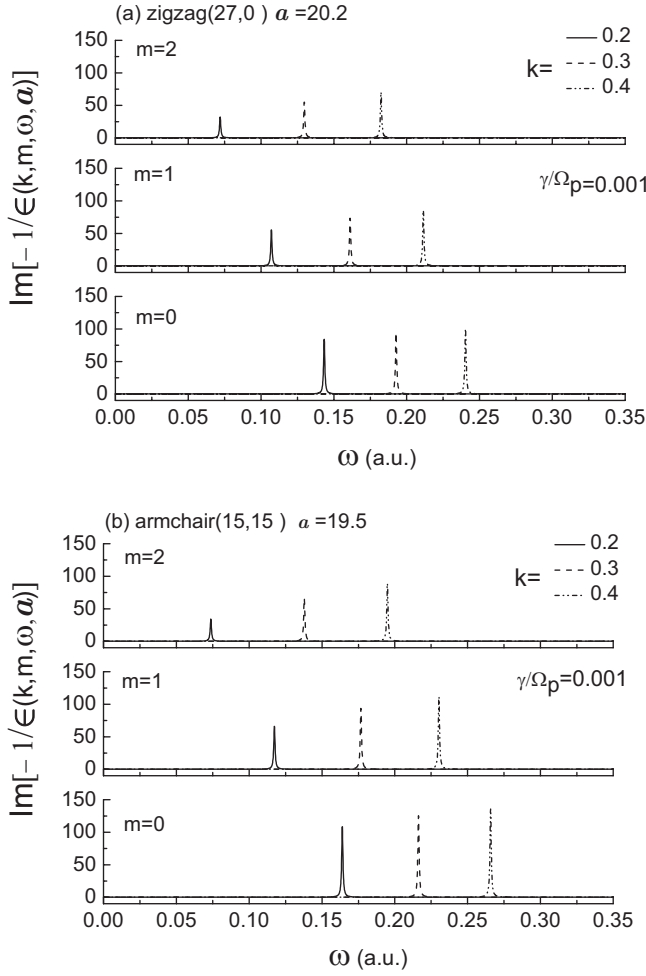 (a) zigzag(27,0 ) a =20.2
150
100
50
0
m=2
k=
0.2
0.3
0.4
150
100
50
0
m=1
γ/Ωp=0.001
150
100
50
0
m=0
Im[− 1/∈(k,m,ω,a)]
0.00 0.05 0.10 0.15 0.20 0.25 0.30 0.35
ω (a.u.)
(b) armchair(15,15 ) a =19.5
150
100
50
0
m=2
k=
0.2
0.3
0.4
150
100
50
0
m=1
γ/Ωp=0.001
150
100
50
0
m=0
Im[− 1/∈(k,m,ω,a)]
0.00 0.05 0.10 0.15 0.20 0.25 0.30 0.35
ω (a.u.)